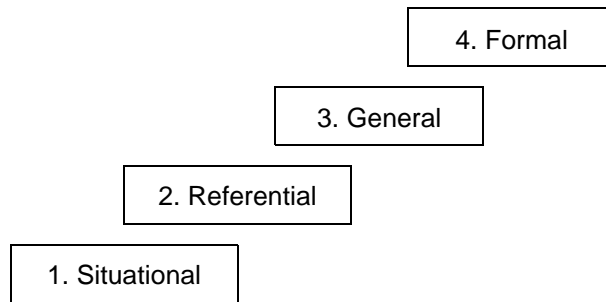 4. Formal
3. General
2. Referential
1. Situational